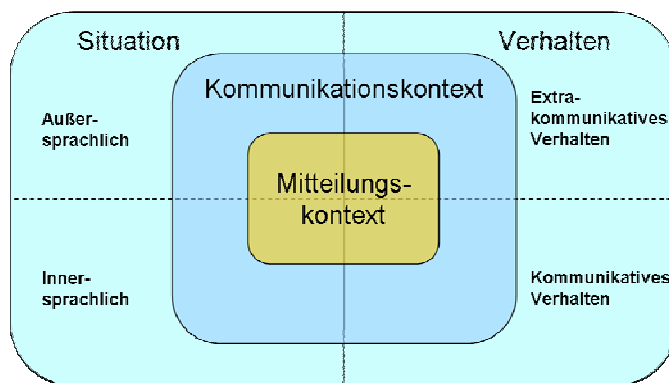 Situation
Verhalten
Kommunikationskontext
Außer-
sprachlich
Extra-
kommunikatives
Verhalten
Mitteilungs-
kontext
Inner-
sprachlich
Kommunikatives
Verhalten